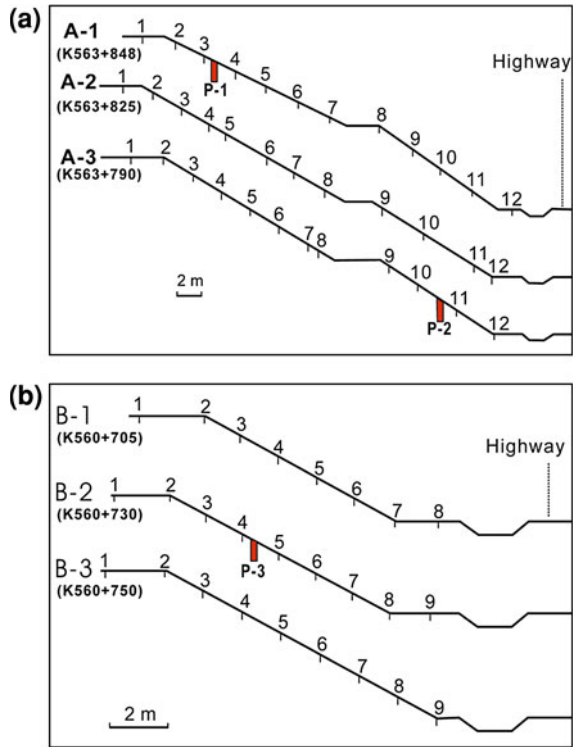 (a)
A-1 1 2 3 4 5 6 7 8 9 10 11 12
(K563+848)
P-1
Highway
A-2 1 2 3 4 5 6 7 8 9 10 11 12
(K563+825)
A-3 1 2 3 4 5 6 7 8 9 10 11 12
(K563+790)
P-2
2 m
(b)
B-1 1 2 3 4 5 6 7 8
(K560+705)
Highway
B-2 1 2 3 4 5 6 7 8 9
(K560+730)
P-3
B-3 1 2 3 4 5 6 7 8 9
(K560+750)
2 m